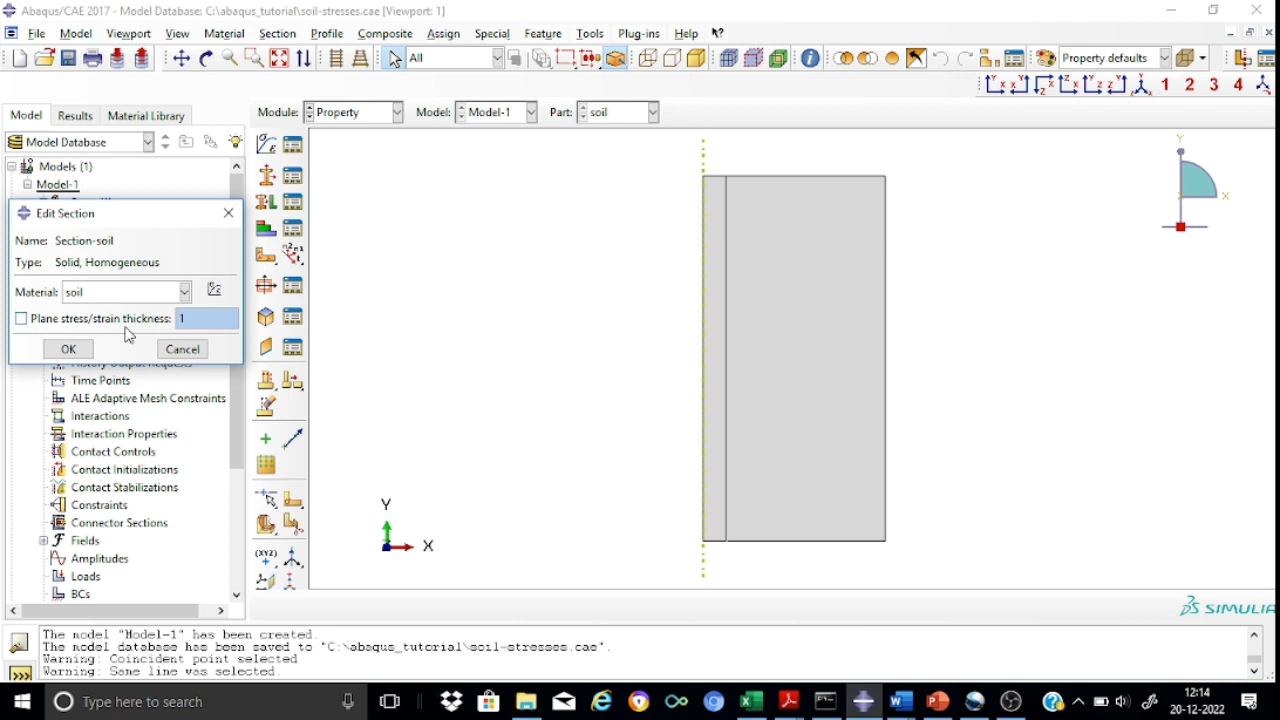 Abaqus/CAE 2017 - Model Database: C:\abaqus_tutorial\soil-stresses.cae [Viewport: 1]
File Model Viewport View Material Section Profile Composite Assign Special Feature Tools Plug-ins Help
All
Property defaults
1 2 3 4
Model Results Material Library
Module: Property Model: Model-1 Part: soil
Model Database
Models (1)
Model-1
Edit Section
Name: Section-soil
Type: Solid, Homogeneous
Material: soil
Plane stress/strain thickness: 1
OK Cancel
History Output Requests
Time Points
ALE Adaptive Mesh Constraints
Interactions
Interaction Properties
Contact Controls
Contact Initializations
Contact Stabilizations
Constraints
Connector Sections
Fields
Amplitudes
Loads
BCs
Y
X
Y
X
SIMULIA
The model "Model-1" has been created.
The model database has been saved to "C:\abaqus_tutorial\soil-stresses.cae".
Warning: Coincident point selected
Warning: Same line was selected.
Type here to search
12:14
20-12-2022